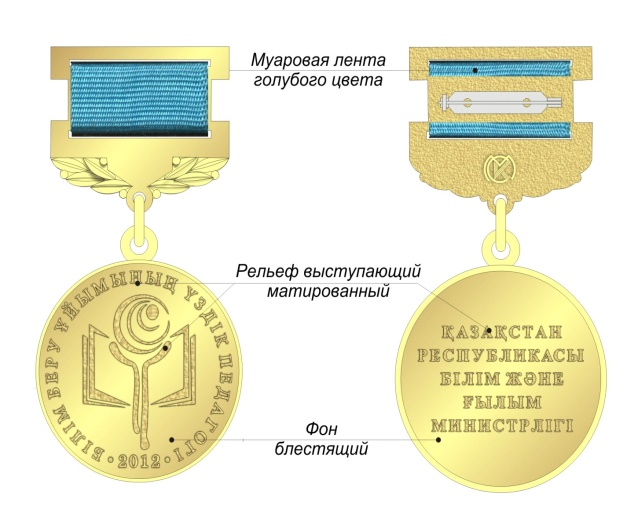 Муаровая лента
голубого цвета
Рельеф выступающий
матированный
БІЛІМ БЕРУ ҰЙЫМЫНЫҢ ҮЗДІК ПЕДАГОГІ
• 2012 •
ҚАЗАҚСТАН
РЕСПУБЛИКАСЫ
БІЛІМ ЖӘНЕ
ҒЫЛЫМ
МИНИСТРЛІГІ
Фон
блестящий